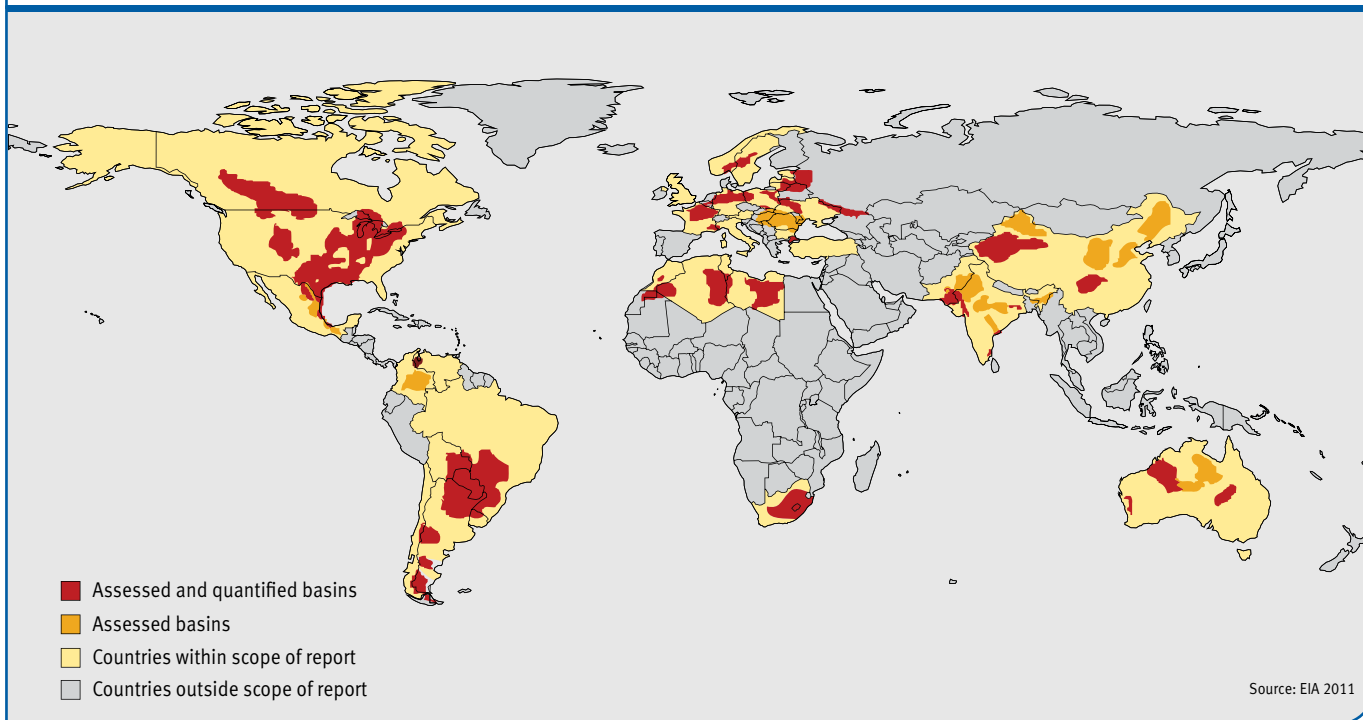 Assessed and quantified basins
Assessed basins
Countries within scope of report
Countries outside scope of report
Source: EIA 2011